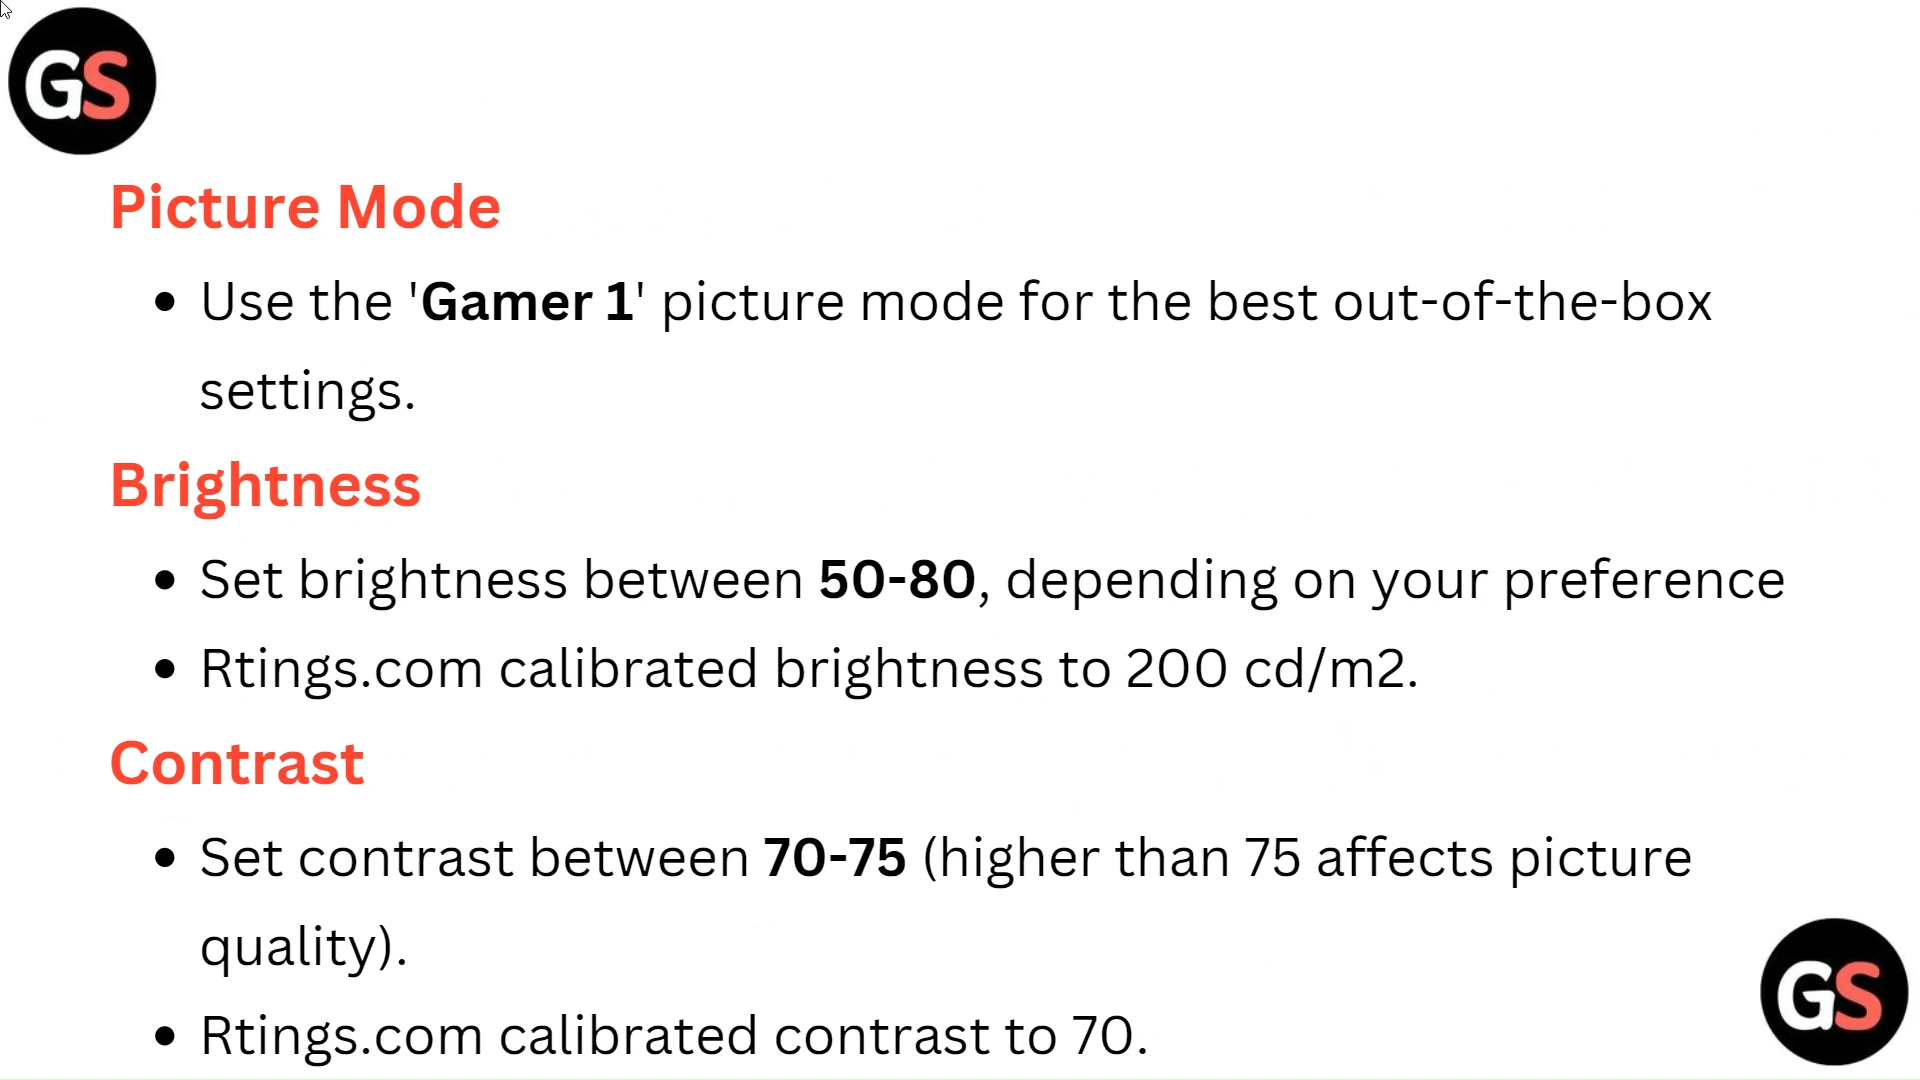 GS
Picture Mode
• Use the 'Gamer 1' picture mode for the best out-of-the-box
settings.
Brightness
• Set brightness between 50-80, depending on your preference
• Rtings.com calibrated brightness to 200 cd/m2.
Contrast
• Set contrast between 70-75 (higher than 75 affects picture
quality).
• Rtings.com calibrated contrast to 70.
GS